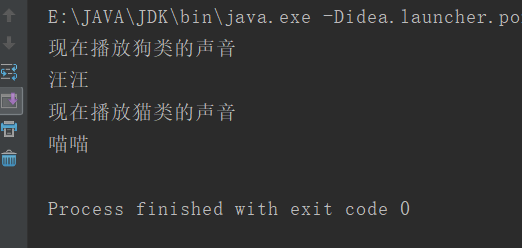 E:\JAVA\JDK\bin\java.exe -Didea.launcher.po
现在播放狗类的声音
汪汪
现在播放猫类的声音
喵喵
Process finished with exit code 0